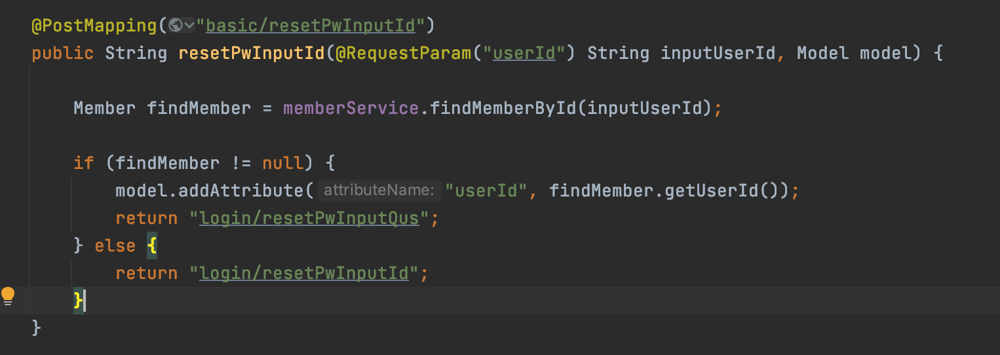 @PostMapping("basic/resetPwInputId")
public String resetPwInputId(@RequestParam("userId") String inputUserId, Model model) {
Member findMember = memberService.findMemberById(inputUserId);
if (findMember != null) {
model.addAttribute( attributeName: "userId", findMember.getUserId());
return "login/resetPwInputQus";
} else {
return "login/resetPwInputId";
}
}